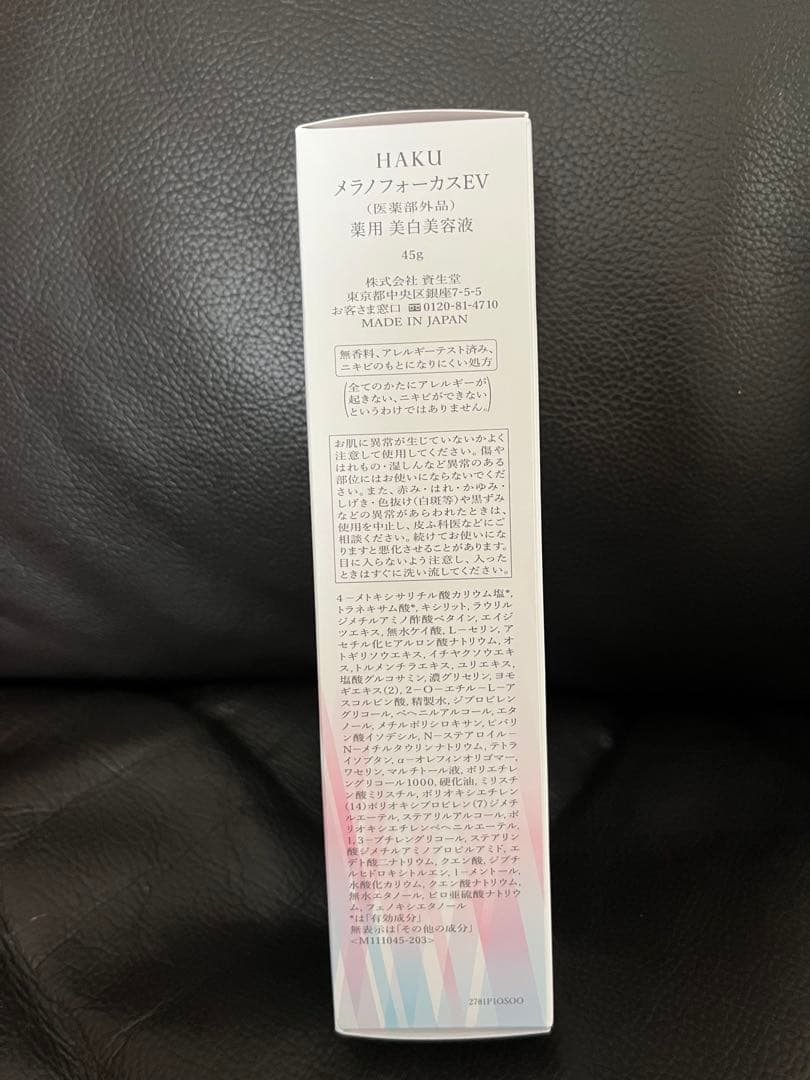 HAKU
メラノフォーカスEV
（医薬部外品）
薬用 美白美容液
45g
株式会社 資生堂
東京都中央区銀座7-5-5
お客さま窓口 0120-81-4710
MADE IN JAPAN
無香料、アレルギーテスト済み、
ニキビのもとになりにくい処方
（全てのかたにアレルギーが
起きない、ニキビができない
というわけではありません。）
お肌に異常が生じていないかよく
注意して使用してください。傷や
はれもの・湿しんなど異常のある
部位にはお使いにならないでくだ
さい。また、赤み・はれ・かゆみ・
しげき・色抜け(白斑等)や黒ずみ
などの異常があらわれたときは、
使用を中止し、皮ふ科医などにご
相談ください。続けてお使いにな
りますと悪化させることがあります。
目に入らないよう注意し、入った
ときはすぐに洗い流してください。
4−メトキシサリチル酸カリウム塩*,
トラネキサム酸*, キシリット, ラウリル
ジメチルアミノ酢酸ベタイン, エイジ
ツエキス, 無水ケイ酸, L−セリン, ア
セチル化ヒアルロン酸ナトリウム, オ
トギリソウエキス, イチヤクソウエキ
ス,トルメンチラエキス, ユリエキス,
塩酸グルコサミン, 濃グリセリン, ヨモ
ギエキス(2), 2−O−エチル−L−ア
スコルビン酸, 精製水, ジプロピレン
グリコール, ベヘニルアルコール, エタ
ノール, メチルポリシロキサン, ピバリ
ン酸イソデシル, N−ステアロイル−
N−メチルタウリンナトリウム, テトラ
イソブタン, α−オレフィンオリゴマー,
ワセリン, マルチトール液, ポリエチレ
ングリコール1000, 硬化油, ミリスチ
ン酸ミリスチル, ポリオキシエチレン
(14)ポリオキシプロピレン(7)ジメチ
ルエーテル, ステアリルアルコール, ポ
リオキシエチレンベヘニルエーテル,
1,3−ブチレングリコール, ステアリン
酸ジメチルアミノプロピルアミド, エ
デト酸二ナトリウム, クエン酸, ジブチ
ルヒドロキシトルエン, l−メントール,
水酸化カリウム, クエン酸ナトリウム,
無水エタノール, ピロ亜硫酸ナトリウ
ム, フェノキシエタノール
*は「有効成分」
無表示は「その他の成分」
<M111045-203>
2781F10SOO